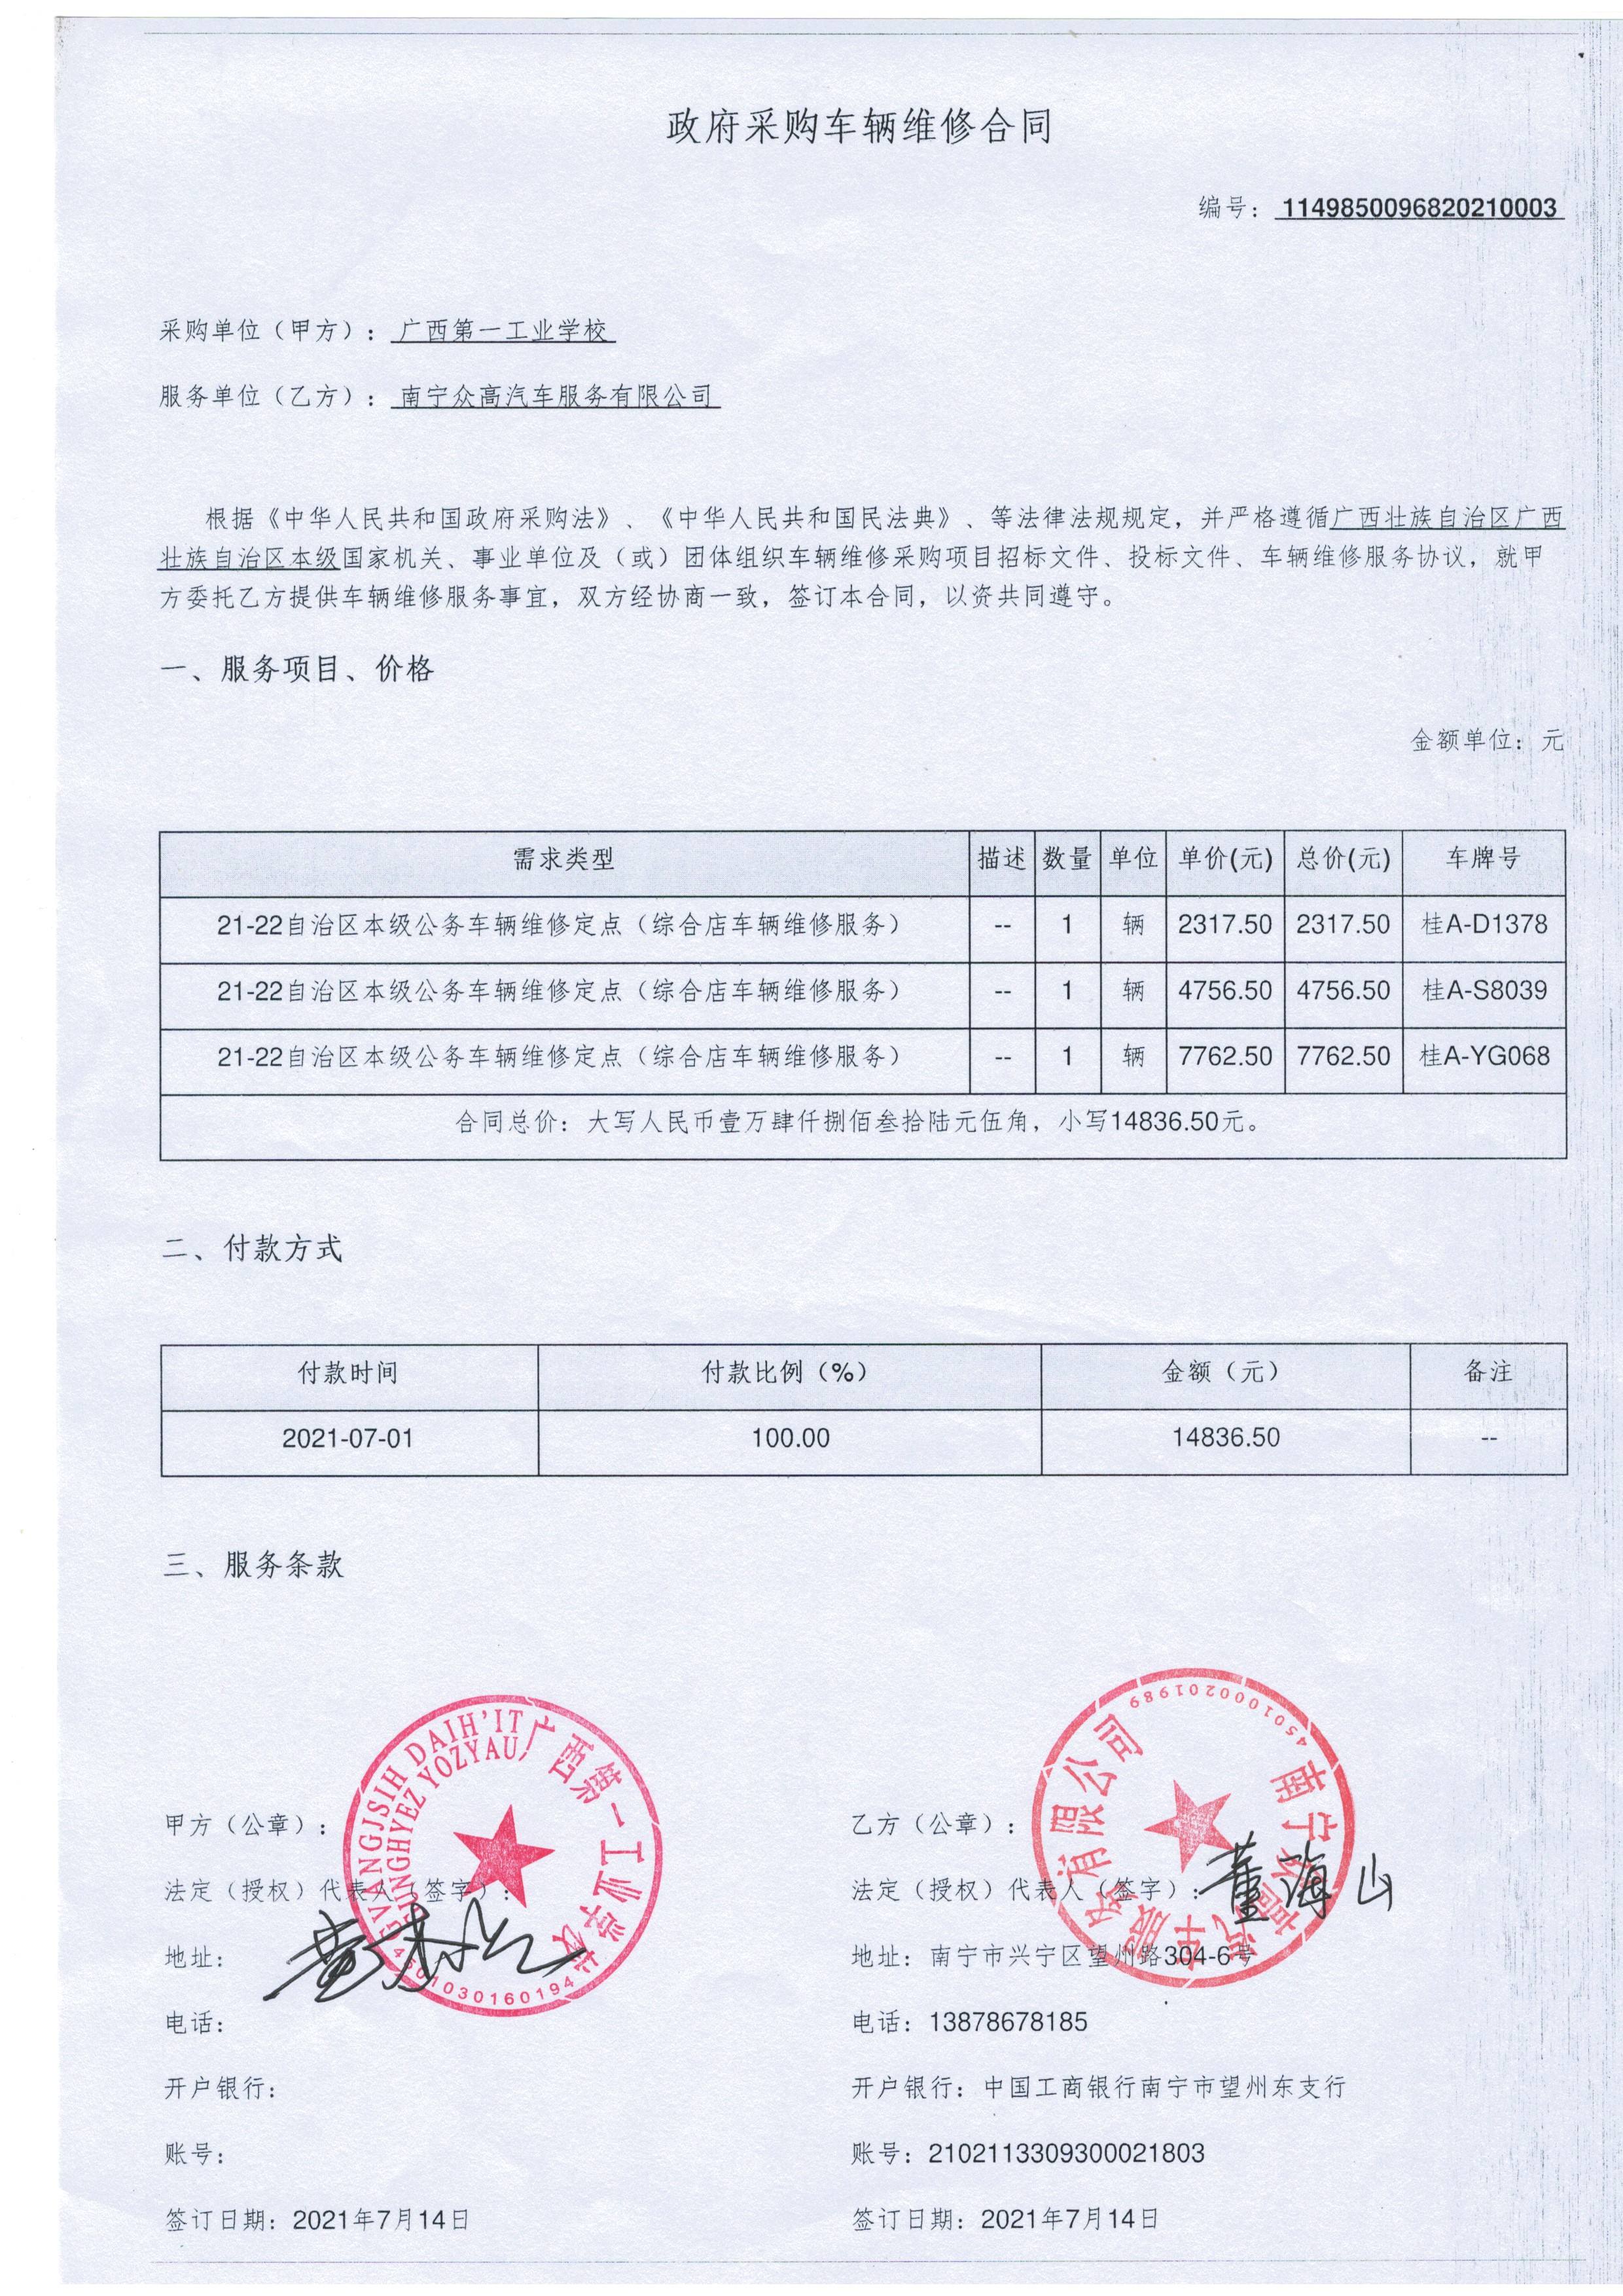 政府采购车辆维修合同
编号： 1149850096820210003
采购单位（甲方）： 广西第一工业学校
服务单位（乙方）： 南宁众高汽车服务有限公司
根据《中华人民共和国政府采购法》、《中华人民共和国民法典》、等法律法规规定，并严格遵循广西壮族自治区广西
壮族自治区本级国家机关、事业单位及（或）团体组织车辆维修采购项目招标文件、投标文件、车辆维修服务协议，就甲
方委托乙方提供车辆维修服务事宜，双方经协商一致，签订本合同，以资共同遵守。
一、服务项目、价格
金额单位：元
需求类型 描述 数量 单位 单价(元) 总价(元) 车牌号
21-22自治区本级公务车辆维修定点（综合店车辆维修服务） -- 1 辆 2317.50 2317.50 桂A-D1378
21-22自治区本级公务车辆维修定点（综合店车辆维修服务） -- 1 辆 4756.50 4756.50 桂A-S8039
21-22自治区本级公务车辆维修定点（综合店车辆维修服务） -- 1 辆 7762.50 7762.50 桂A-YG068
合同总价：大写人民币壹万肆仟捌佰叁拾陆元伍角，小写14836.50元。
二、付款方式
付款时间 付款比例（%） 金额（元） 备注
2021-07-01 100.00 14836.50 --
三、服务条款
GVANGJSIH DAIH'IT
GUNGHYEZ YOZYAU
广西第一工业学校
4501030160194
南宁众高汽车服务有限公司
4501000201989
甲方（公章）： 乙方（公章）：
法定（授权）代表人（签字）： 法定（授权）代表人（签字）：董海山
地址： 地址：南宁市兴宁区望州路304-6号
电话： 电话：13878678185
开户银行： 开户银行：中国工商银行南宁市望州东支行
账号： 账号：2102113309300021803
签订日期：2021年7月14日 签订日期：2021年7月14日